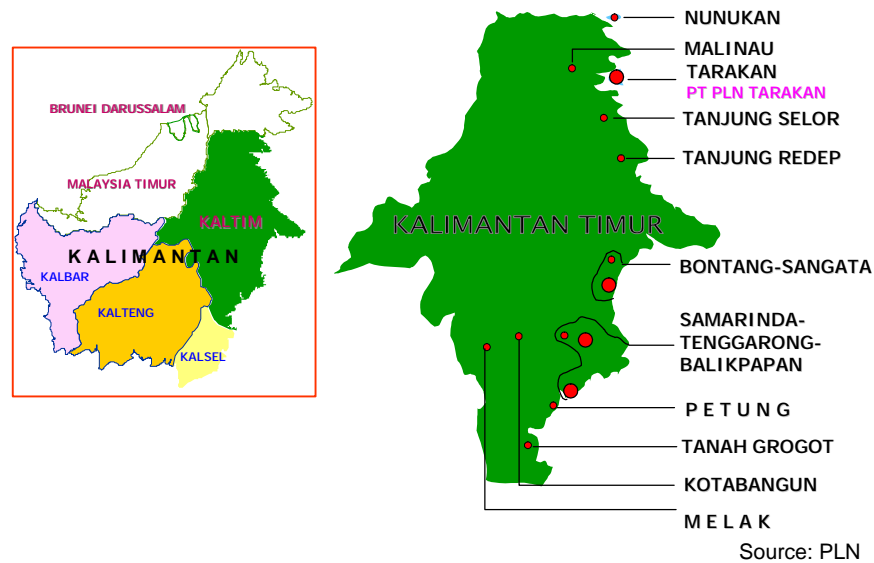 BRUNEI DARUSSALAM
MALAYSIA TIMUR
KALTIM
KALIMANTAN
KALBAR
KALTENG
KALSEL
KALIMANTAN TIMUR
NUNUKAN
MALINAU
TARAKAN
PT PLN TARAKAN
TANJUNG SELOR
TANJUNG REDEP
BONTANG-SANGATA
SAMARINDA-
TENGGARONG-
BALIKPAPAN
PETUNG
TANAH GROGOT
KOTABANGUN
MELAK
Source: PLN